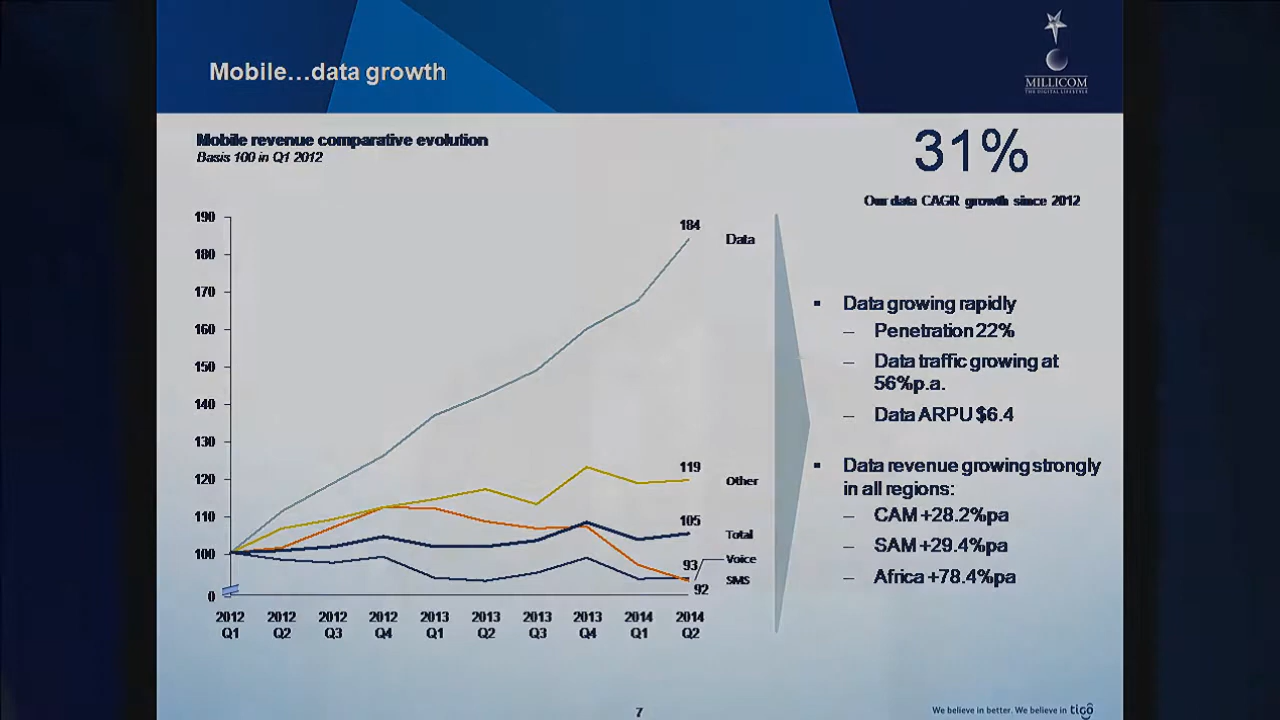 Mobile...data growth
MILLICOM
THE DIGITAL LIFESTYLE
Mobile revenue comparative evolution
Basis 100 in Q1 2012
31%
Our data CAGR growth since 2012
190
180
170
160
150
140
130
120
110
100
0
184
Data
119
Other
105
Total
93
Voice
SMS
92
2012 2012 2012 2012 2013 2013 2013 2013 2014 2014
Q1 Q2 Q3 Q4 Q1 Q2 Q3 Q4 Q1 Q2
▪ Data growing rapidly
– Penetration 22%
– Data traffic growing at
56%p.a.
– Data ARPU $6.4
▪ Data revenue growing strongly
in all regions:
– CAM +28.2%pa
– SAM +29.4%pa
– Africa +78.4%pa
7
We believe in better. We believe in tigo